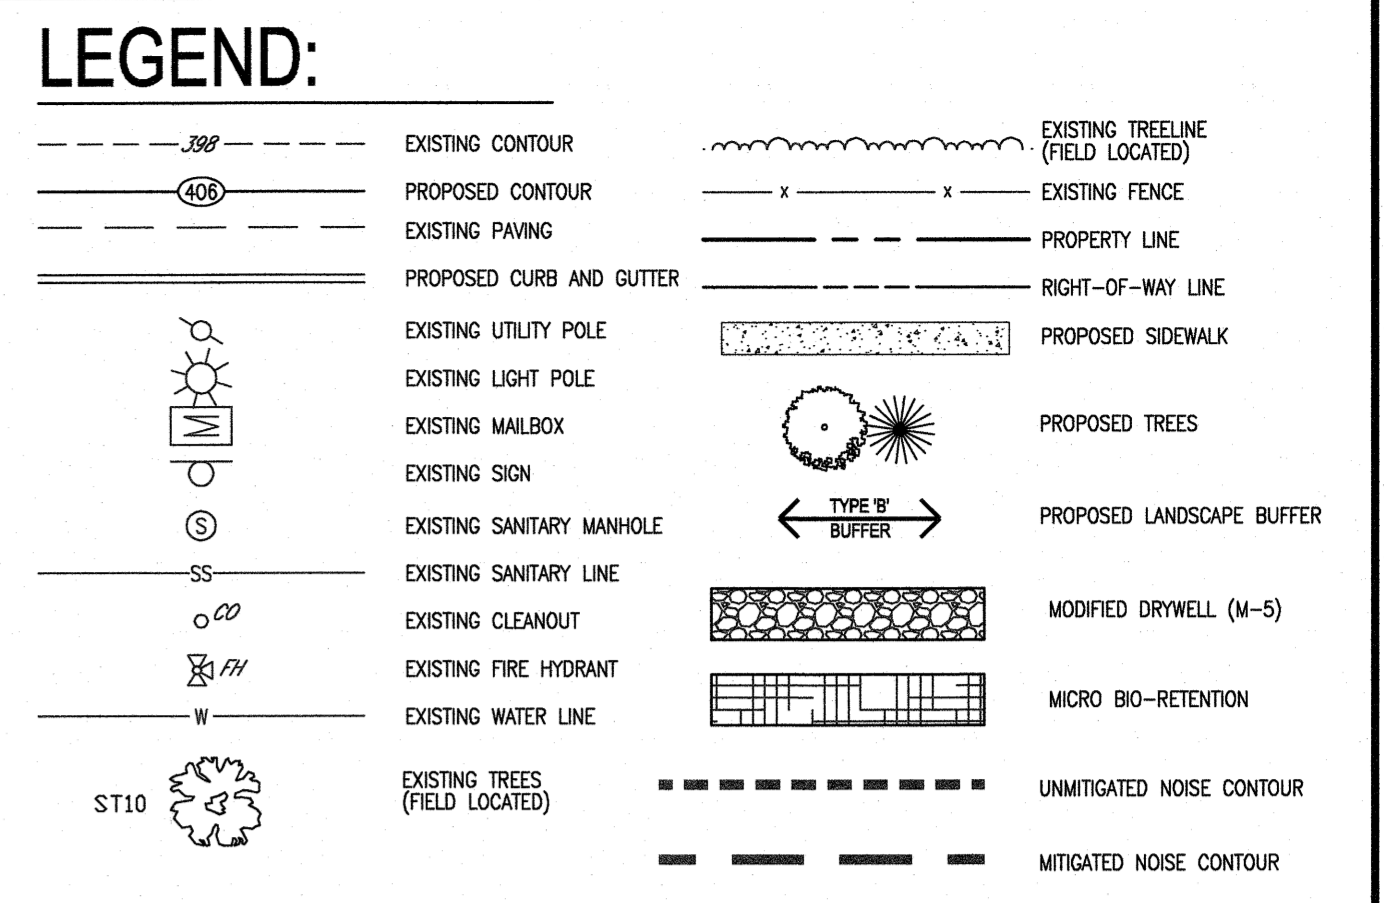 LEGEND:
398 EXISTING CONTOUR
406 PROPOSED CONTOUR
EXISTING PAVING
PROPOSED CURB AND GUTTER
EXISTING UTILITY POLE
EXISTING LIGHT POLE
EXISTING MAILBOX
EXISTING SIGN
S EXISTING SANITARY MANHOLE
SS EXISTING SANITARY LINE
CO EXISTING CLEANOUT
FH EXISTING FIRE HYDRANT
W EXISTING WATER LINE
ST10 EXISTING TREES
(FIELD LOCATED)
EXISTING TREELINE
(FIELD LOCATED)
X X EXISTING FENCE
PROPERTY LINE
RIGHT-OF-WAY LINE
PROPOSED SIDEWALK
PROPOSED TREES
TYPE 'B'
BUFFER
PROPOSED LANDSCAPE BUFFER
MODIFIED DRYWELL (M-5)
MICRO BIO-RETENTION
UNMITIGATED NOISE CONTOUR
MITIGATED NOISE CONTOUR